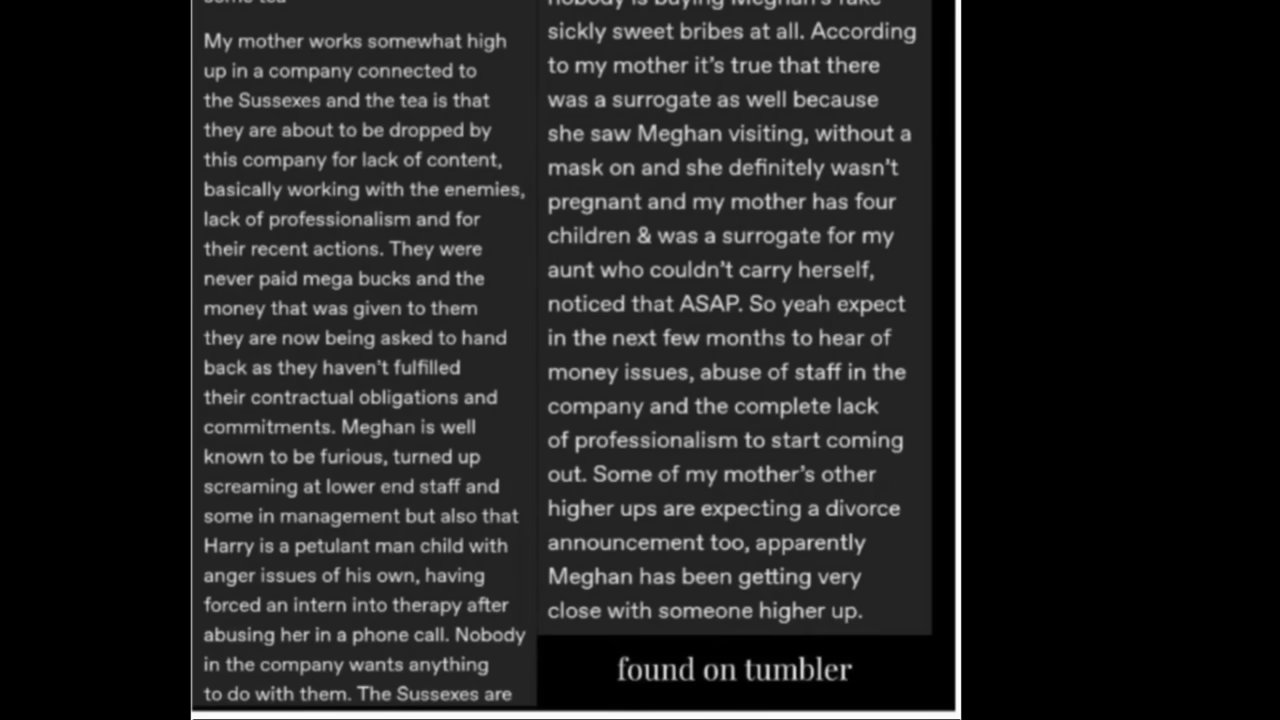 some tea
My mother works somewhat high
up in a company connected to
the Sussexes and the tea is that
they are about to be dropped by
this company for lack of content,
basically working with the enemies,
lack of professionalism and for
their recent actions. They were
never paid mega bucks and the
money that was given to them
they are now being asked to hand
back as they haven't fulfilled
their contractual obligations and
commitments. Meghan is well
known to be furious, turned up
screaming at lower end staff and
some in management but also that
Harry is a petulant man child with
anger issues of his own, having
forced an intern into therapy after
abusing her in a phone call. Nobody
in the company wants anything
to do with them. The Sussexes are
nobody is buying Meghan's fake
sickly sweet bribes at all. According
to my mother it's true that there
was a surrogate as well because
she saw Meghan visiting, without a
mask on and she definitely wasn't
pregnant and my mother has four
children & was a surrogate for my
aunt who couldn't carry herself,
noticed that ASAP. So yeah expect
in the next few months to hear of
money issues, abuse of staff in the
company and the complete lack
of professionalism to start coming
out. Some of my mother's other
higher ups are expecting a divorce
announcement too, apparently
Meghan has been getting very
close with someone higher up.
found on tumbler